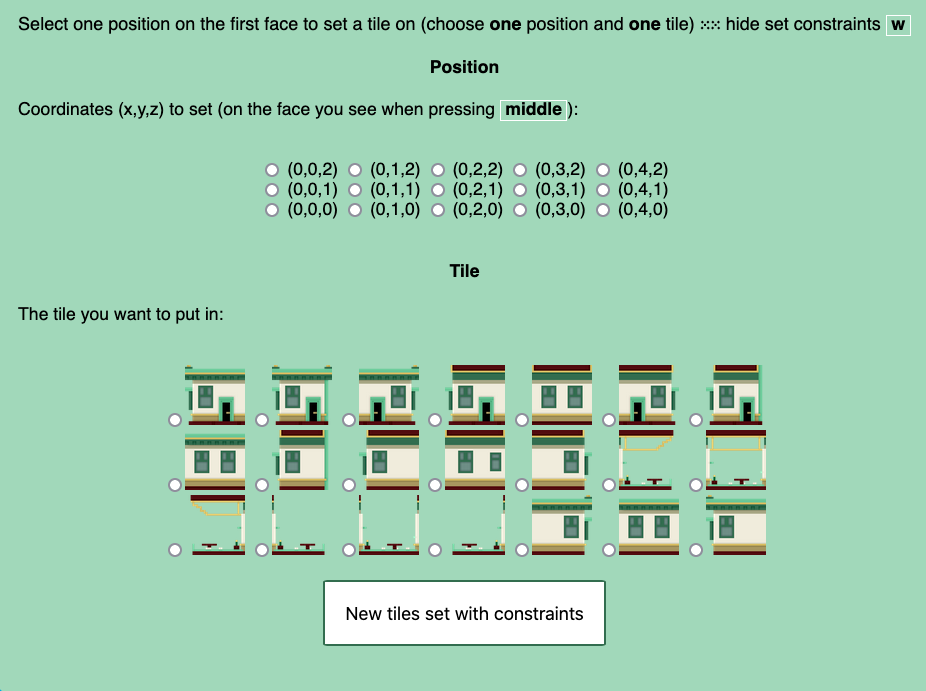 Select one position on the first face to set a tile on (choose one position and one tile) ⁙⁙ hide set constraints w
Position
Coordinates (x,y,z) to set (on the face you see when pressing middle ):
(0,0,2) (0,1,2) (0,2,2) (0,3,2) (0,4,2)
(0,0,1) (0,1,1) (0,2,1) (0,3,1) (0,4,1)
(0,0,0) (0,1,0) (0,2,0) (0,3,0) (0,4,0)
Tile
The tile you want to put in:
New tiles set with constraints